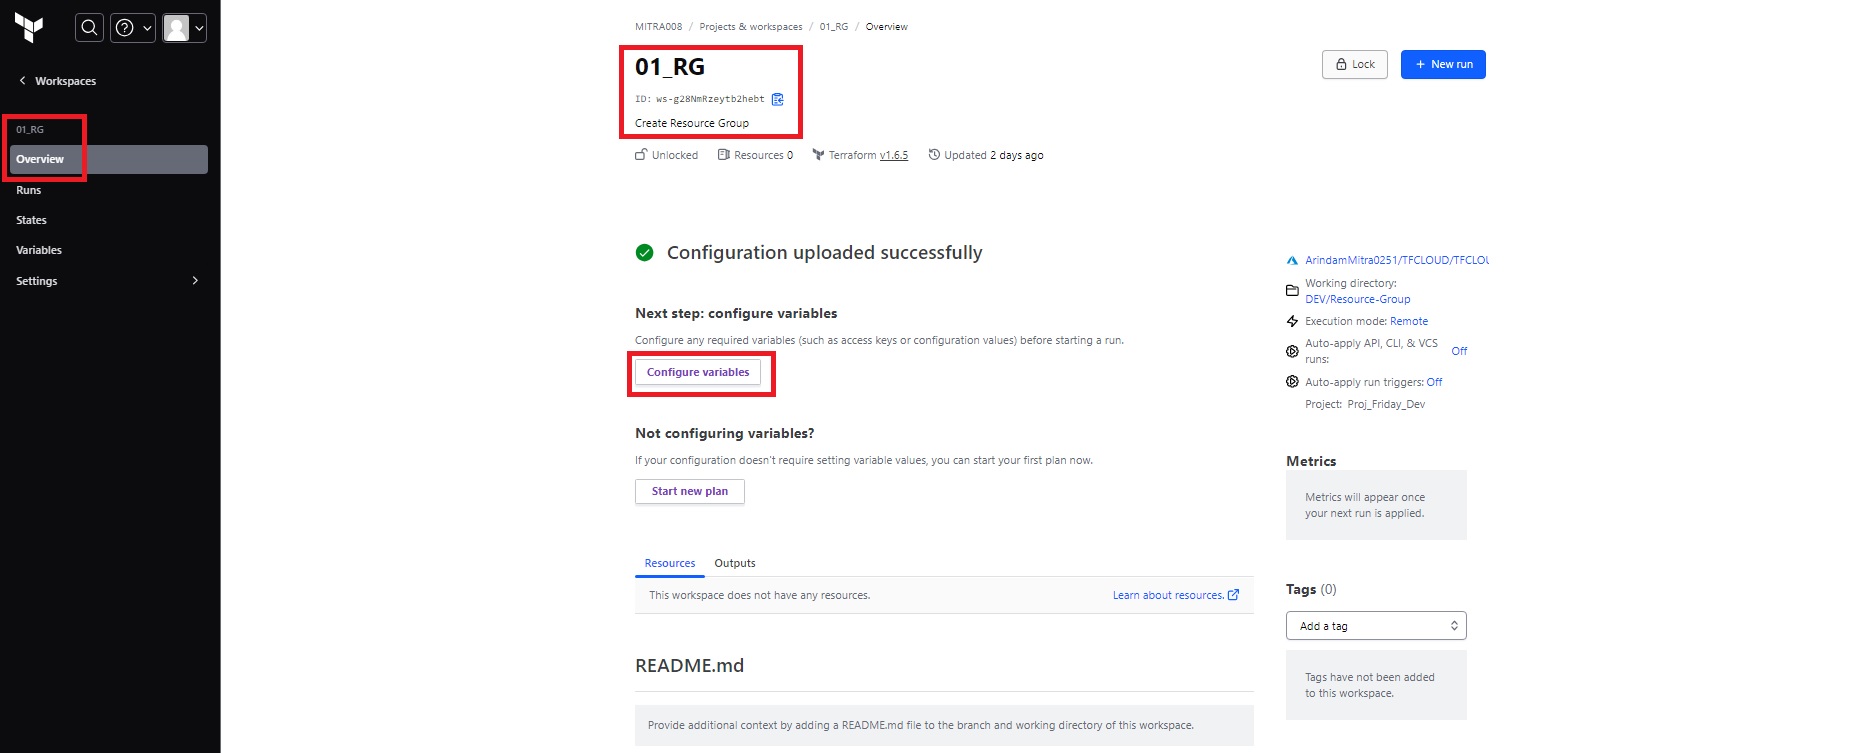 Workspaces
01_RG
Overview
Runs
States
Variables
Settings
MITRA008 / Projects & workspaces / 01_RG / Overview
01_RG
ID: ws-g28NmRzeytb2hebt
Create Resource Group
Lock
+ New run
Unlocked Resources 0 Terraform v1.6.5 Updated 2 days ago
Configuration uploaded successfully
Next step: configure variables
Configure any required variables (such as access keys or configuration values) before starting a run.
Configure variables
Not configuring variables?
If your configuration doesn't require setting variable values, you can start your first plan now.
Start new plan
Resources Outputs
This workspace does not have any resources. Learn about resources.
README.md
Provide additional context by adding a README.md file to the branch and working directory of this workspace.
ArindamMitra0251/TFCLOUD/TFCLOU
Working directory:
DEV/Resource-Group
Execution mode: Remote
Auto-apply API, CLI, & VCS
runs: Off
Auto-apply run triggers: Off
Project: Proj_Friday_Dev
Metrics
Metrics will appear once
your next run is applied.
Tags (0)
Add a tag
Tags have not been added
to this workspace.